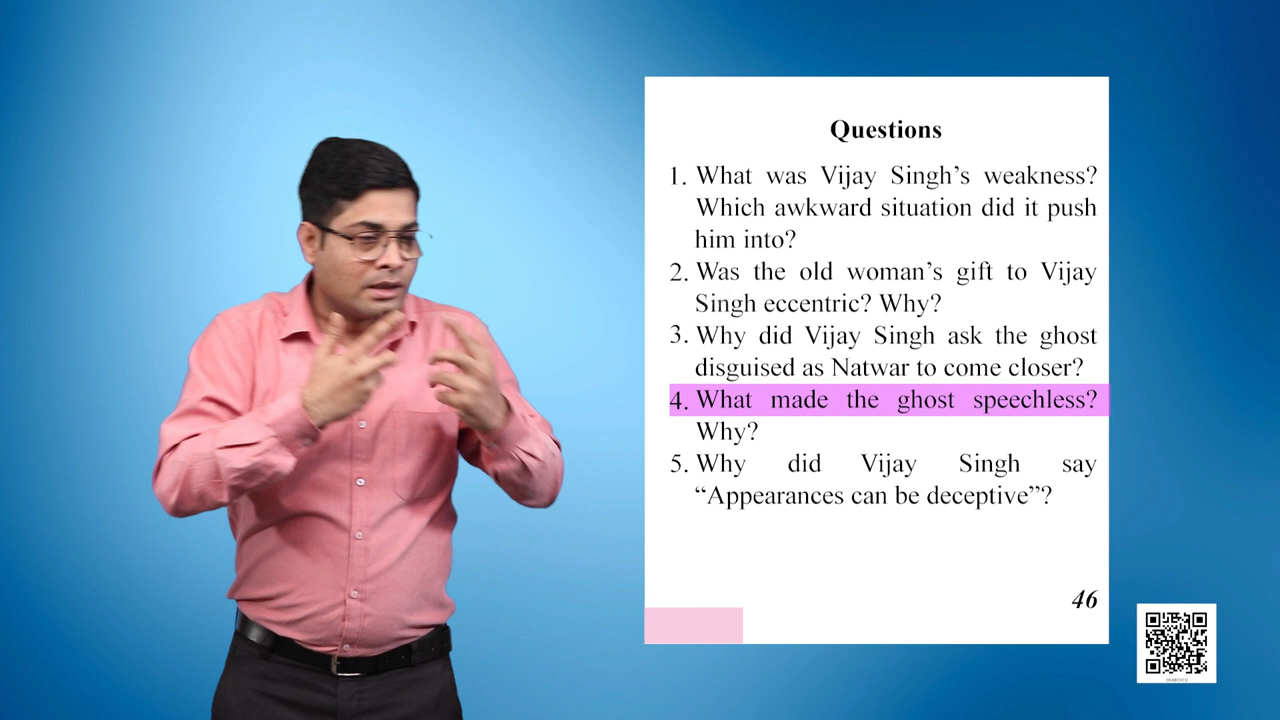 Questions
1. What was Vijay Singh’s weakness?
Which awkward situation did it push
him into?
2. Was the old woman’s gift to Vijay
Singh eccentric? Why?
3. Why did Vijay Singh ask the ghost
disguised as Natwar to come closer?
4. What made the ghost speechless?
Why?
5. Why did Vijay Singh say
“Appearances can be deceptive”?
46